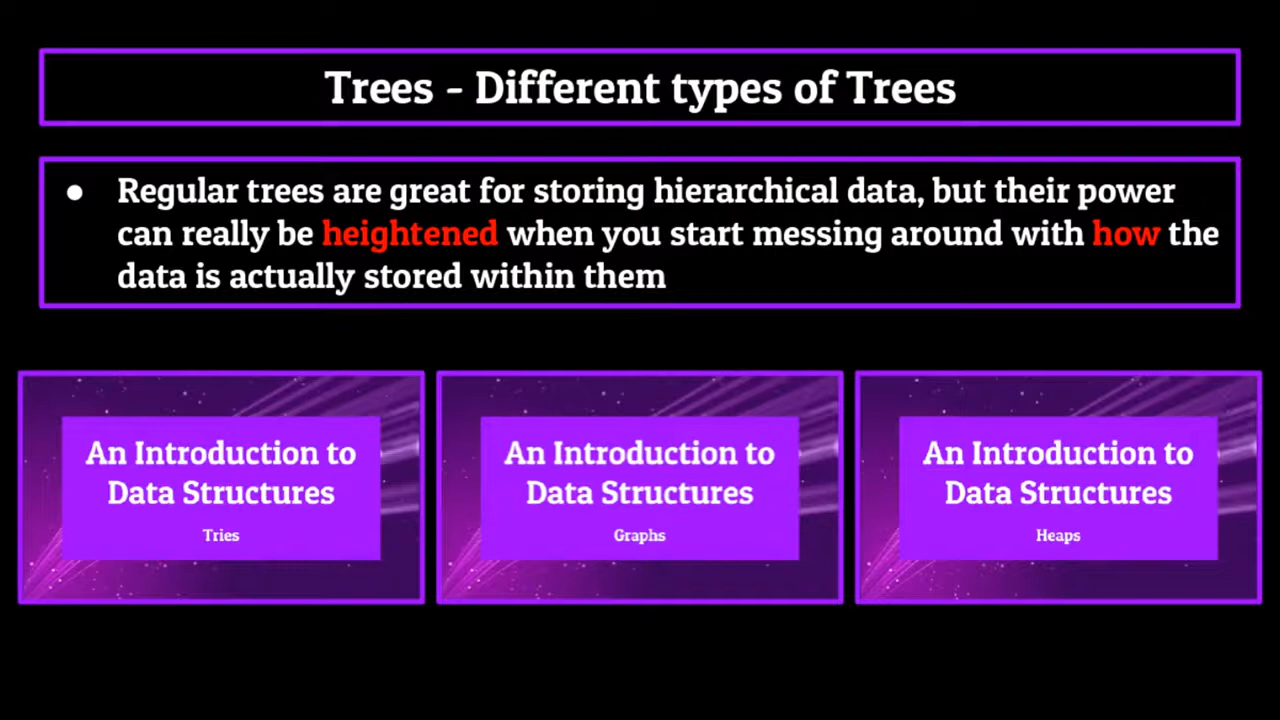 Trees - Different types of Trees
● Regular trees are great for storing hierarchical data, but their power
can really be heightened when you start messing around with how the
data is actually stored within them
An Introduction to
Data Structures
Tries
An Introduction to
Data Structures
Graphs
An Introduction to
Data Structures
Heaps